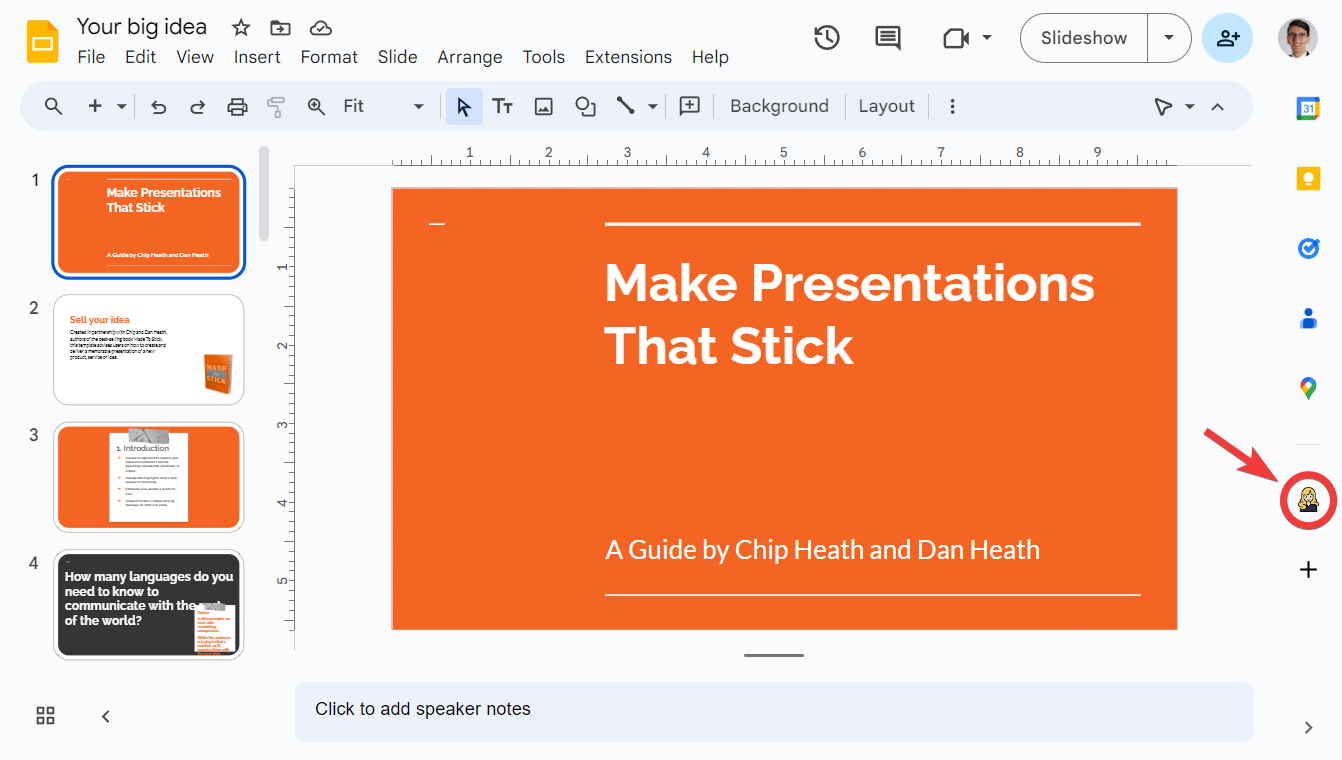 Your big idea
File Edit View Insert Format Slide Arrange Tools Extensions Help
Slideshow
Fit
Tт
Background
Layout
31
1 2 3 4 5 6 7 8 9
1
2
3
4
5
1
Make Presentations
That Stick
A Guide by Chip Heath and Dan Heath
2
Sell your idea
Created in partnership with Chip and Dan Heath,
authors of the best-selling book Made To Stick,
this template advises users on how to create and
deliver a memorable presentation of a new
product, service or idea.
MADE
to
STICK
3
1. Introduction
4
How many languages do you
need to know to
communicate with the
of the world?
Make Presentations
That Stick
A Guide by Chip Heath and Dan Heath
Click to add speaker notes